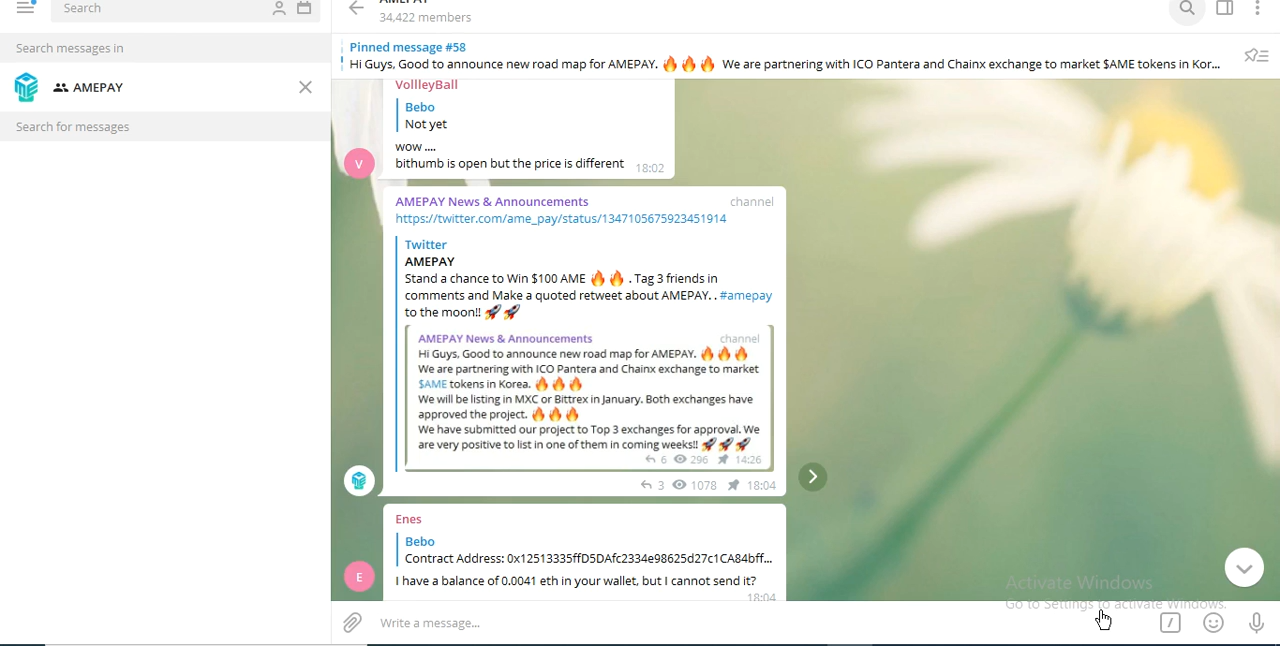 Search
Search messages in
AMEPAY
Search for messages
34,422 members
Pinned message #58
Hi Guys, Good to announce new road map for AMEPAY. 🔥🔥🔥 We are partnering with ICO Pantera and Chainx exchange to market $AME tokens in Kor...
VollleyBall
Bebo
Not yet
wow ....
bithumb is open but the price is different 18:02
V
AMEPAY News & Announcements channel
https://twitter.com/ame_pay/status/1347105675923451914
Twitter
AMEPAY
Stand a chance to Win $100 AME 🔥🔥 . Tag 3 friends in
comments and Make a quoted retweet about AMEPAY. . #amepay
to the moon!! 🚀🚀
AMEPAY News & Announcements channel
Hi Guys, Good to announce new road map for AMEPAY. 🔥🔥🔥
We are partnering with ICO Pantera and Chainx exchange to market
$AME tokens in Korea. 🔥🔥🔥
We will be listing in MXC or Bittrex in January. Both exchanges have
approved the project. 🔥🔥🔥
We have submitted our project to Top 3 exchanges for approval. We
are very positive to list in one of them in coming weeks!! 🚀🚀🚀
6 296 14:26
3 1078 18:04
Enes
Bebo
Contract Address: 0x12513335ffD5DAfc2334e98625d27c1CA84bff...
I have a balance of 0.0041 eth in your wallet, but I cannot send it?
18:04
E
Activate Windows
Go to Settings to activate Windows.
Write a message...